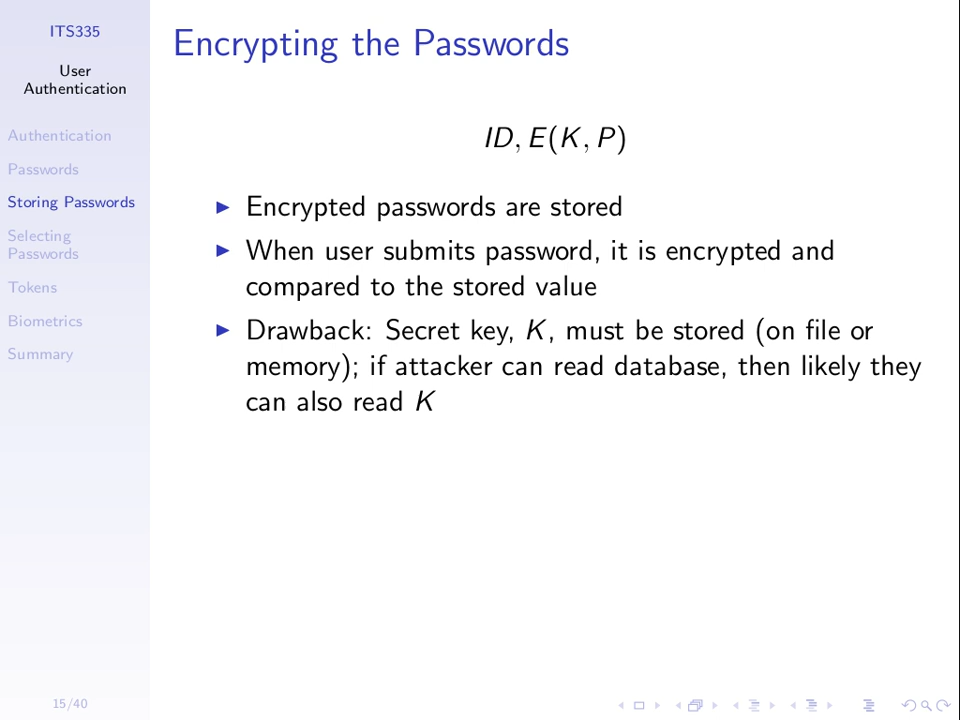 ITS335
User
Authentication
Authentication
Passwords
Storing Passwords
Selecting
Passwords
Tokens
Biometrics
Summary
15/40
Encrypting the Passwords
ID, E(K, P)
► Encrypted passwords are stored
► When user submits password, it is encrypted and
compared to the stored value
► Drawback: Secret key, K, must be stored (on file or
memory); if attacker can read database, then likely they
can also read K